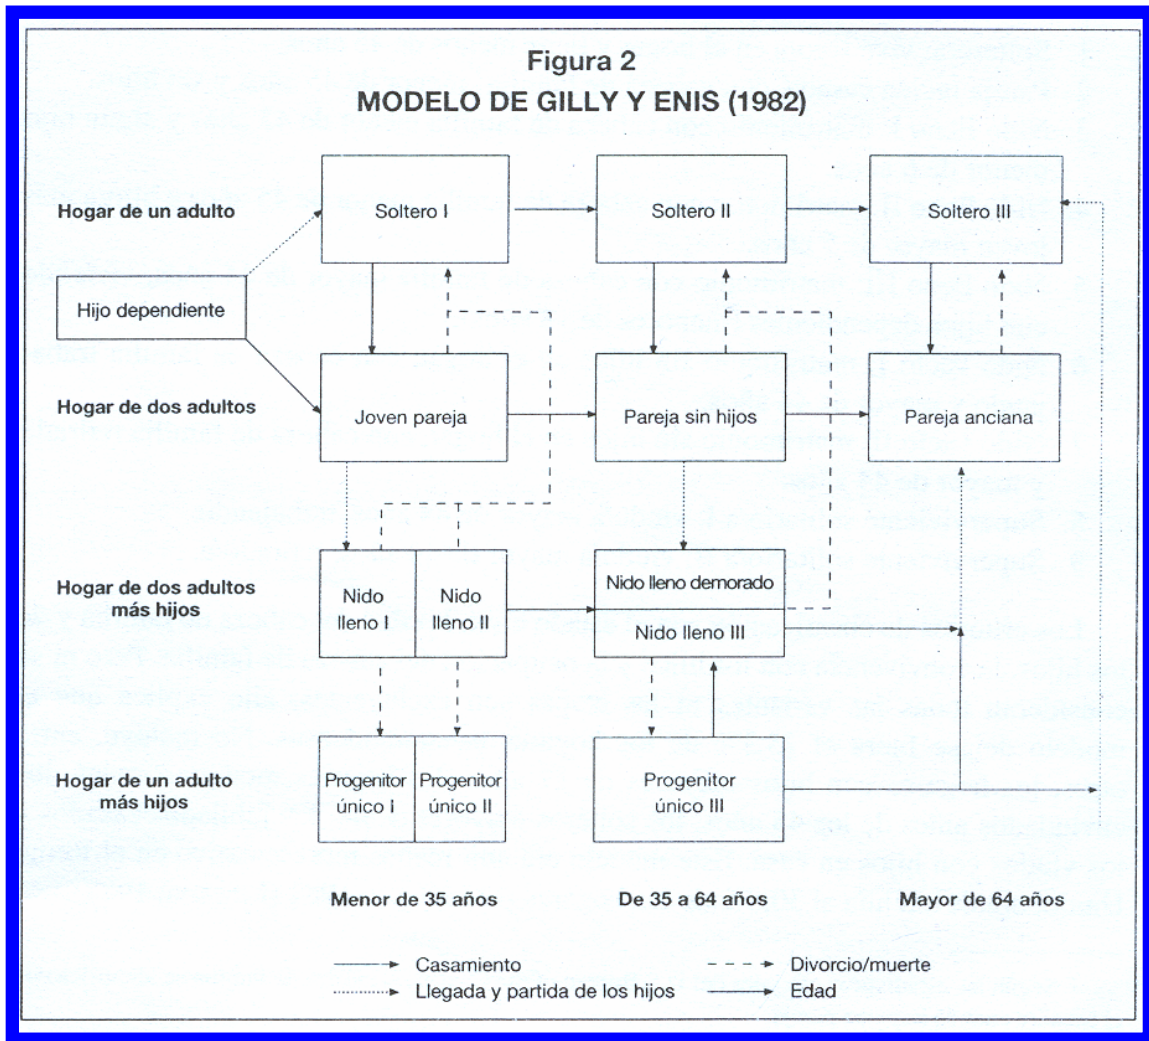 Figura 2
MODELO DE GILLY Y ENIS (1982)
Hogar de un adulto
Soltero I
Soltero II
Soltero III
Hijo dependiente
Hogar de dos adultos
Joven pareja
Pareja sin hijos
Pareja anciana
Hogar de dos adultos
más hijos
Nido
lleno I
Nido
lleno II
Nido lleno demorado
Nido lleno III
Hogar de un adulto
más hijos
Progenitor
único I
Progenitor
único II
Progenitor
único III
Menor de 35 años
De 35 a 64 años
Mayor de 64 años
Casamiento
Divorcio/muerte
Llegada y partida de los hijos
Edad